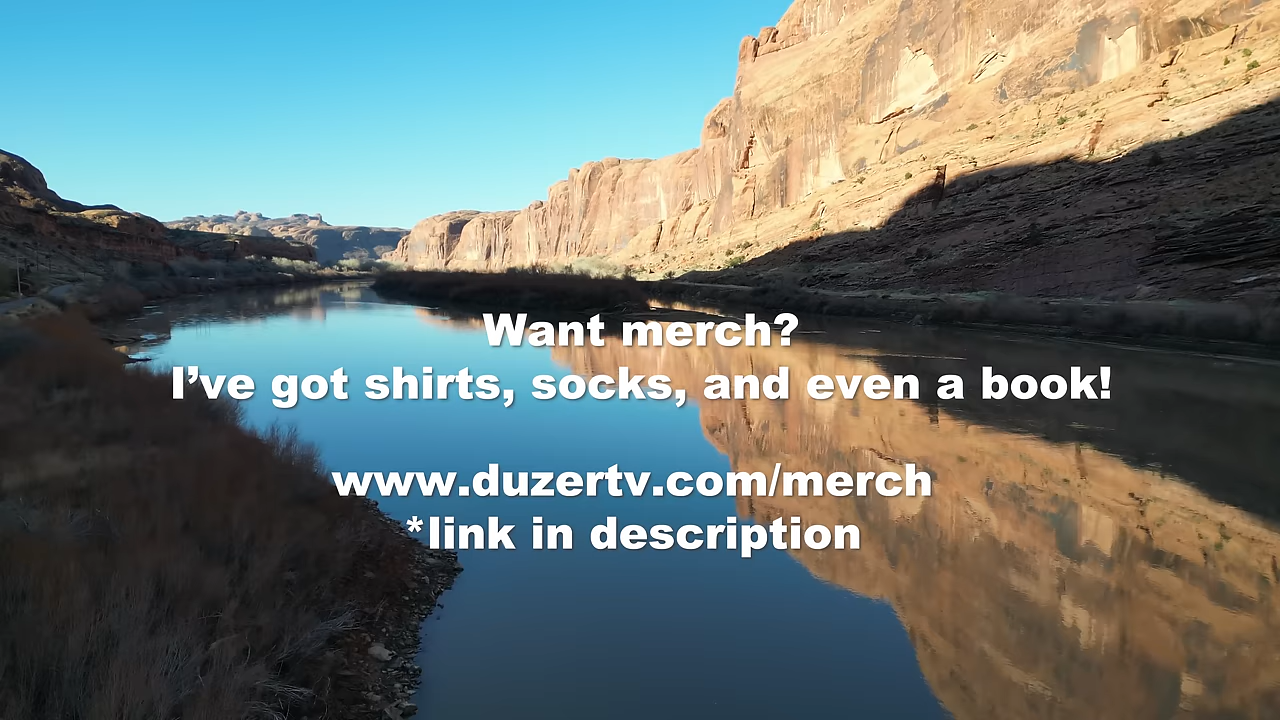 Want merch?
I’ve got shirts, socks, and even a book!
www.duzertv.com/merch
*link in description